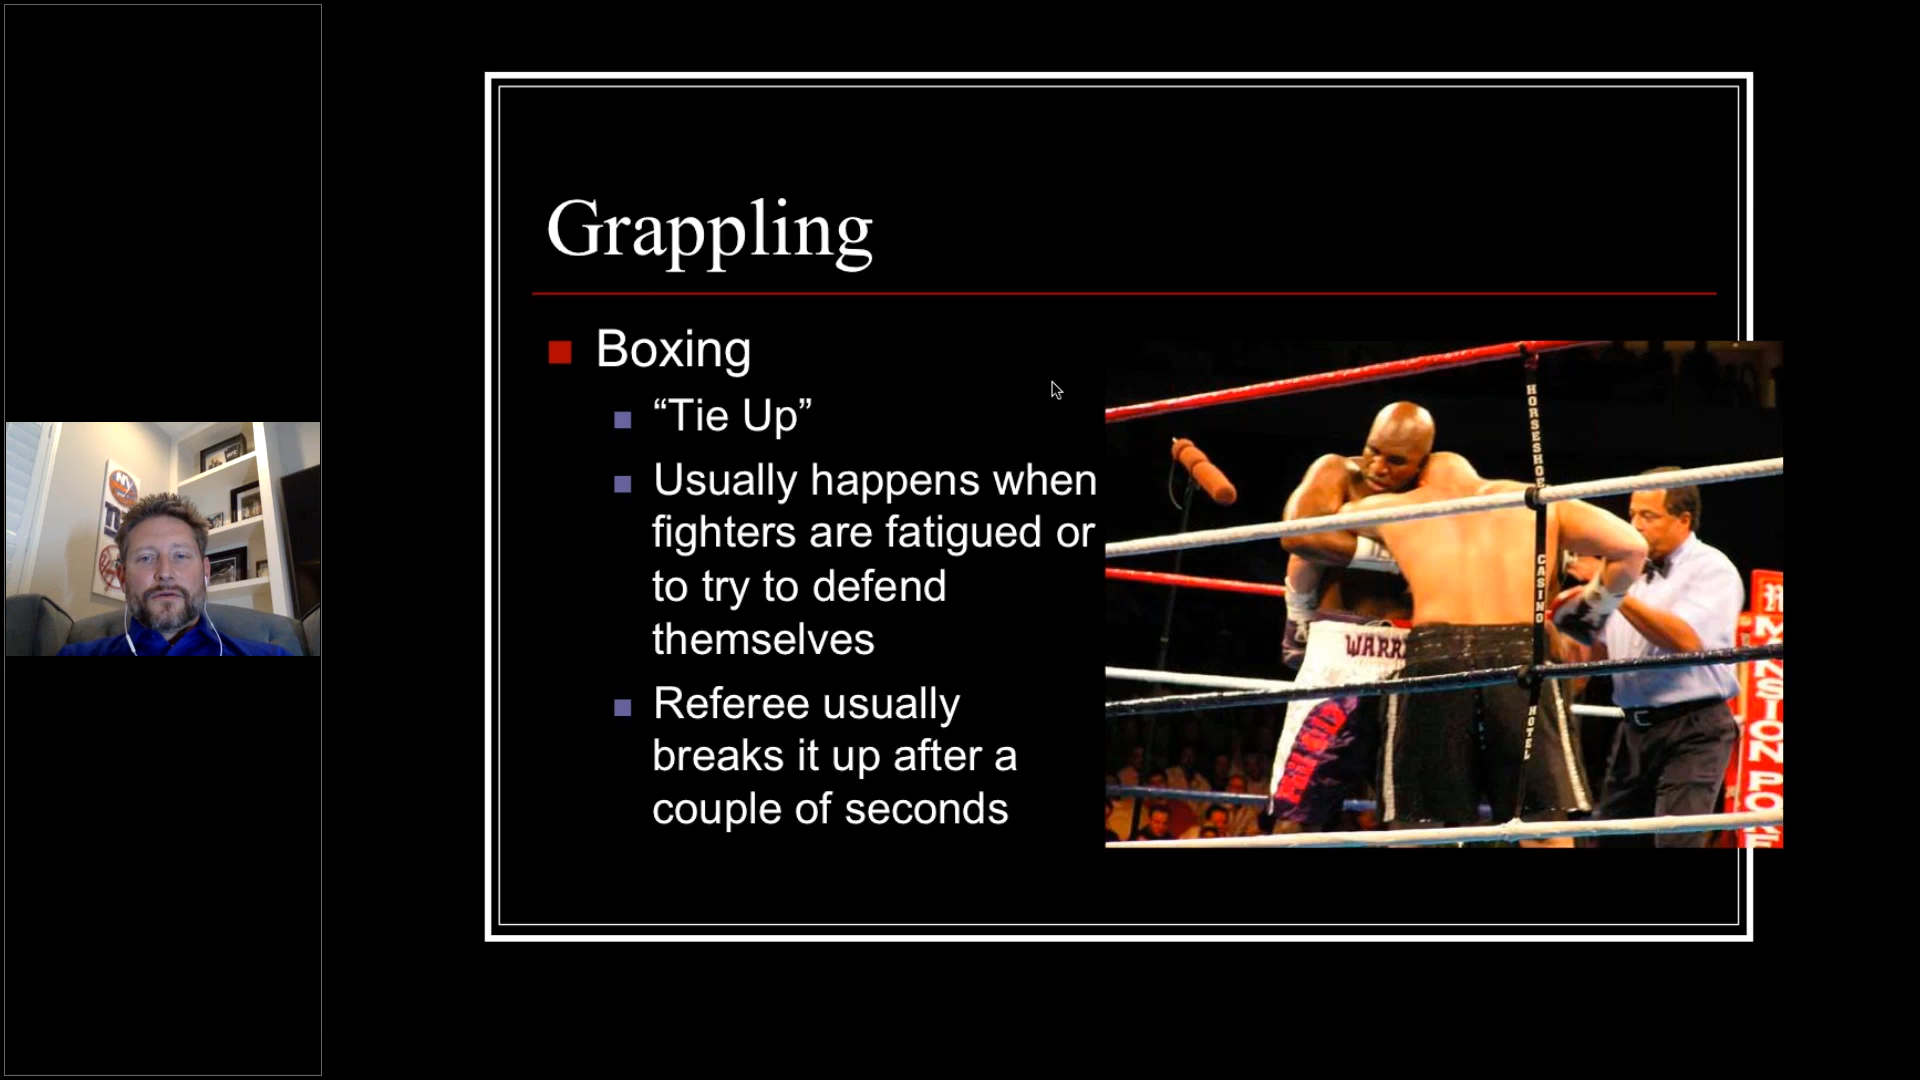 Grappling
Boxing
“Tie Up”
Usually happens when
fighters are fatigued or
to try to defend
themselves
Referee usually
breaks it up after a
couple of seconds
HORSESHOE
CASINO
HOTEL
WARR
NY